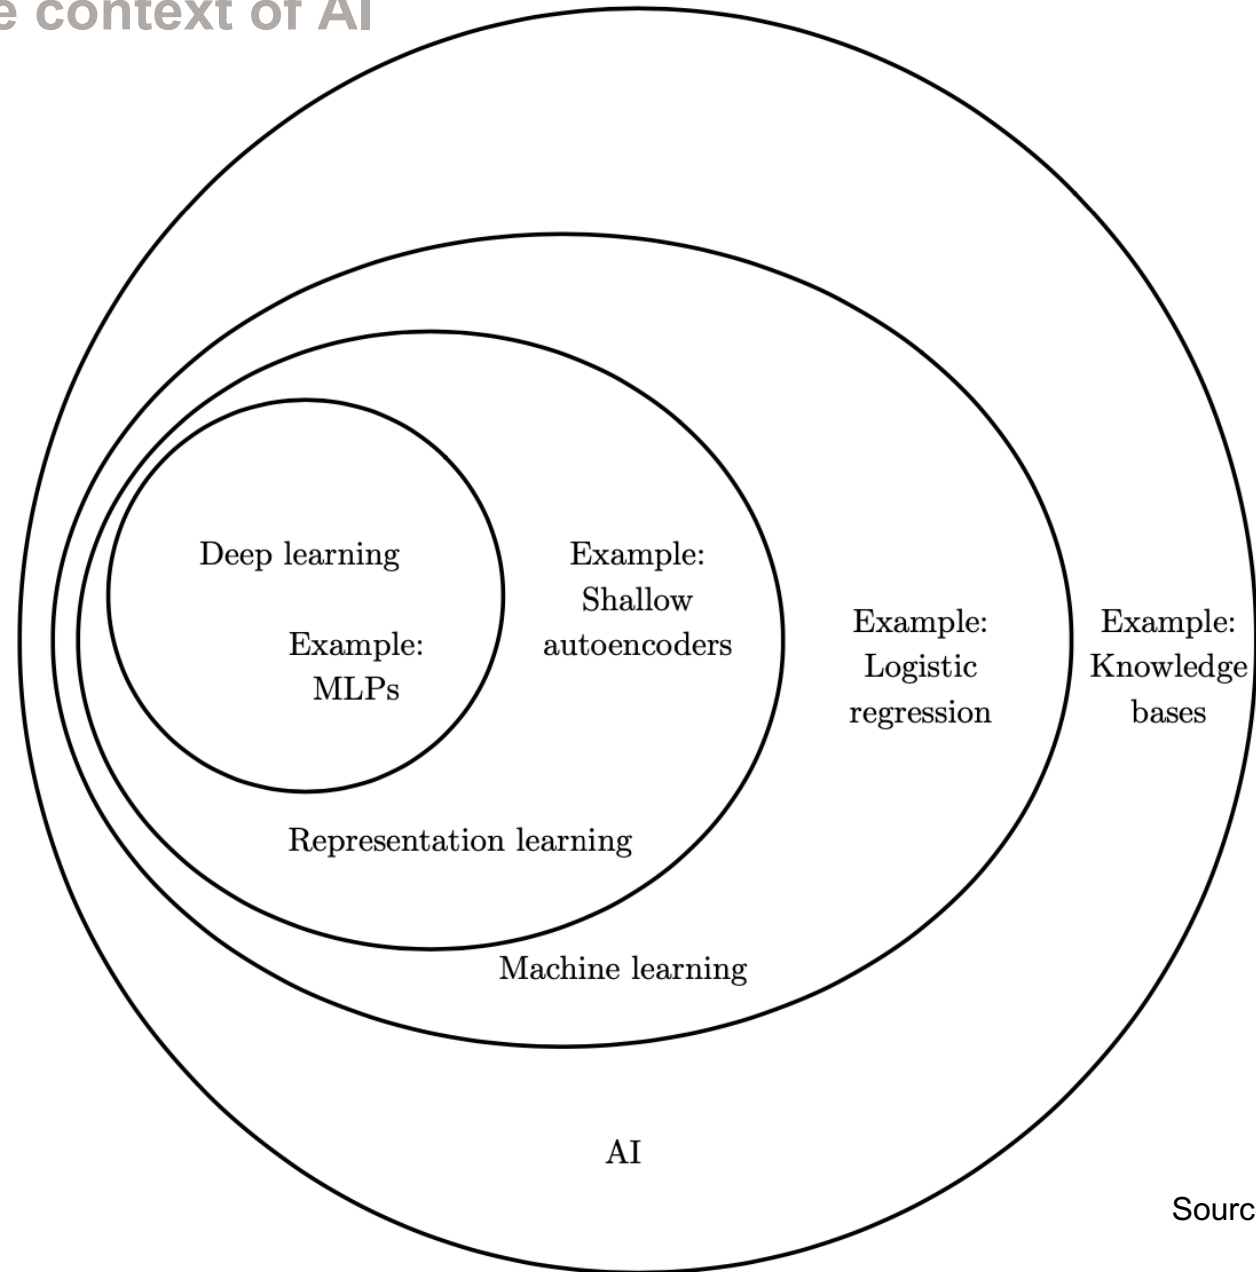 e context of AI
Deep learning
Example:
MLPs
Example:
Shallow
autoencoders
Example:
Logistic
regression
Example:
Knowledge
bases
Representation learning
Machine learning
AI
Sourc